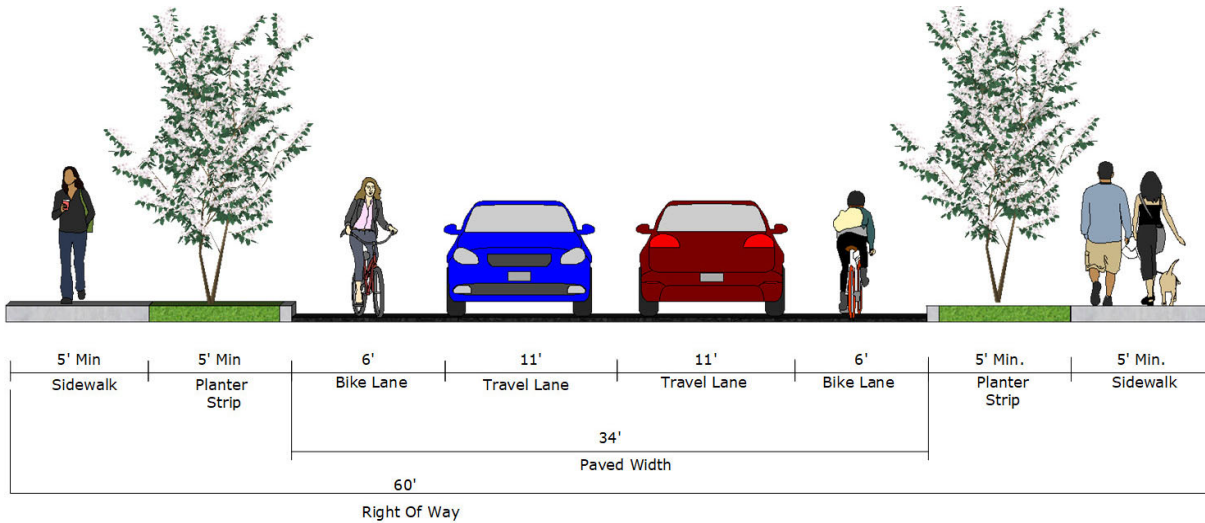 5' Min
5' Min
6'
11'
11'
6'
5' Min.
5' Min.
Sidewalk
Planter
Strip
Bike Lane
Travel Lane
Travel Lane
Bike Lane
Planter
Strip
Sidewalk
34'
Paved Width
60'
Right Of Way